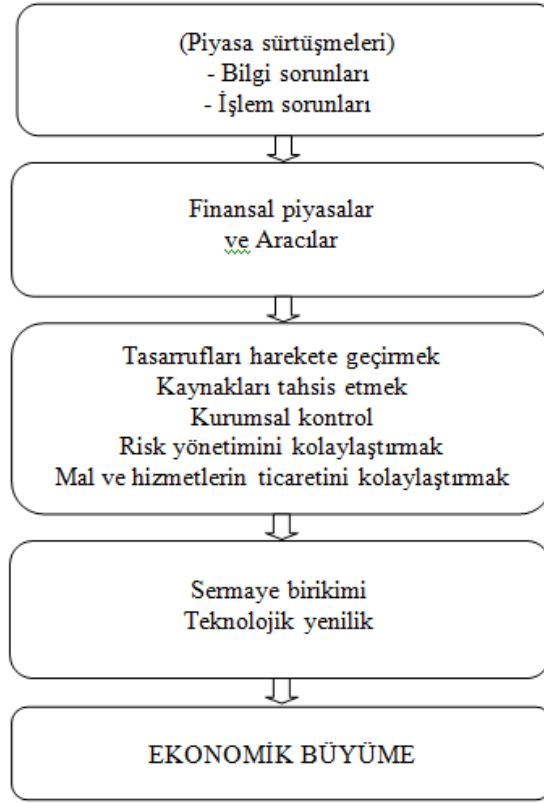 (Piyasa sürtüşmeleri)
- Bilgi sorunları
- İşlem sorunları
Finansal piyasalar
ve Aracılar
Tasarrufları harekete geçirmek
Kaynakları tahsis etmek
Kurumsal kontrol
Risk yönetimini kolaylaştırmak
Mal ve hizmetlerin ticaretini kolaylaştırmak
Sermaye birikimi
Teknolojik yenilik
EKONOMİK BÜYÜME